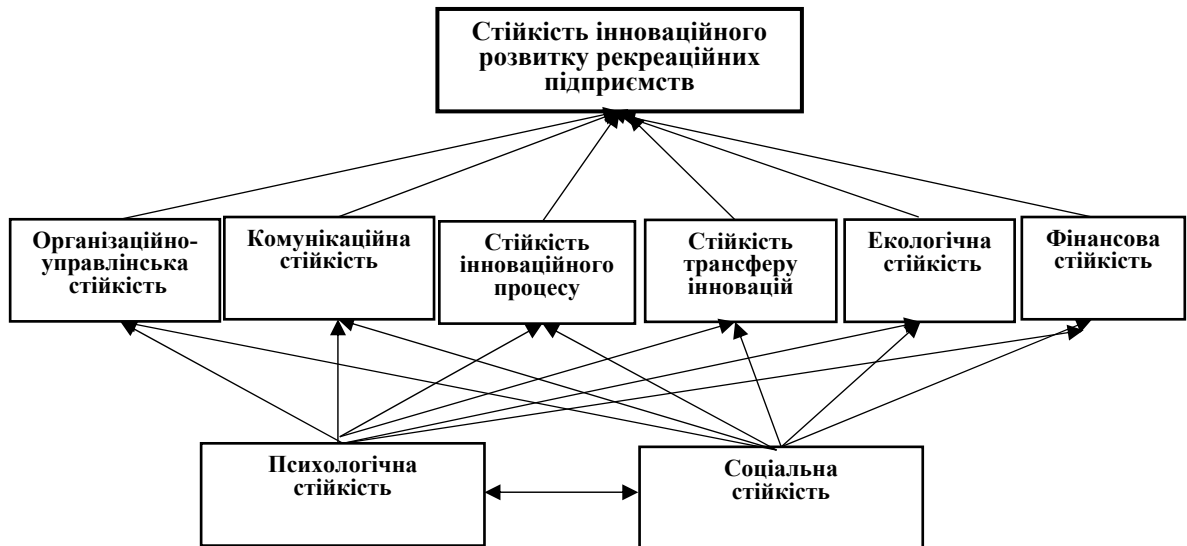 Стійкість інноваційного
розвитку рекреаційних
підприємств
Організаційно-
управлінська
стійкість
Комунікаційна
стійкість
Стійкість
інноваційного
процесу
Стійкість
трансферу
інновацій
Екологічна
стійкість
Фінансова
стійкість
Психологічна
стійкість
Соціальна
стійкість